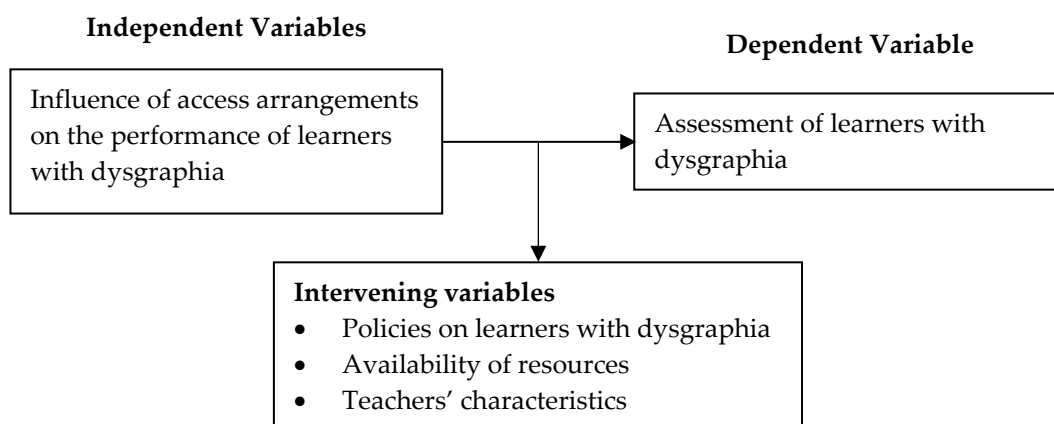 Independent Variables
Dependent Variable
Influence of access arrangements
on the performance of learners
with dysgraphia
Assessment of learners with
dysgraphia
Intervening variables
• Policies on learners with dysgraphia
• Availability of resources
• Teachers’ characteristics